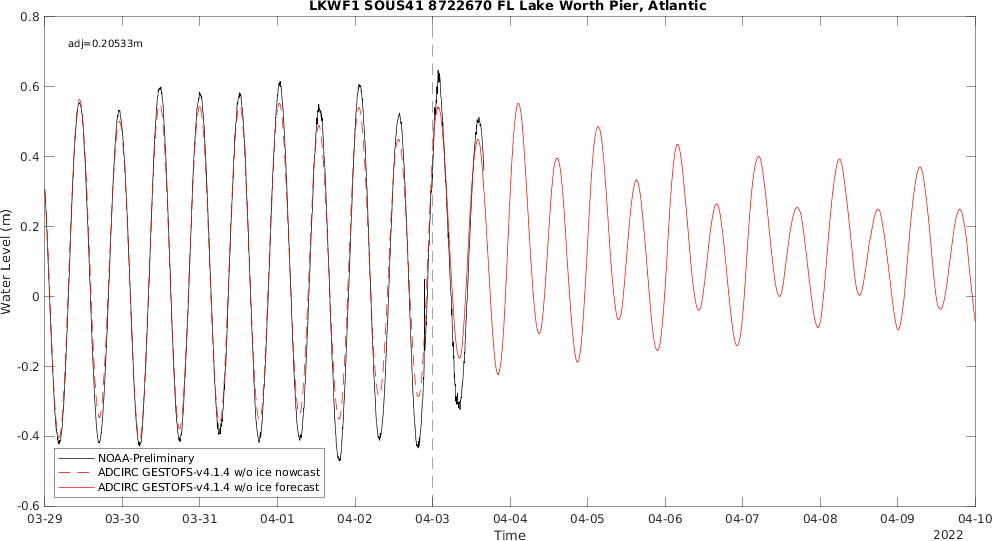 LKWF1 SOUS41 8722670 FL Lake Worth Pier, Atlantic
adj=0.20533m
0.8
0.6
0.4
0.2
0
-0.2
-0.4
-0.6
Water Level (m)
NOAA-Preliminary
ADCIRC GESTOFS-v4.1.4 w/o ice nowcast
ADCIRC GESTOFS-v4.1.4 w/o ice forecast
03-29 03-30 03-31 04-01 04-02 04-03 04-04 04-05 04-06 04-07 04-08 04-09 04-10
Time
2022